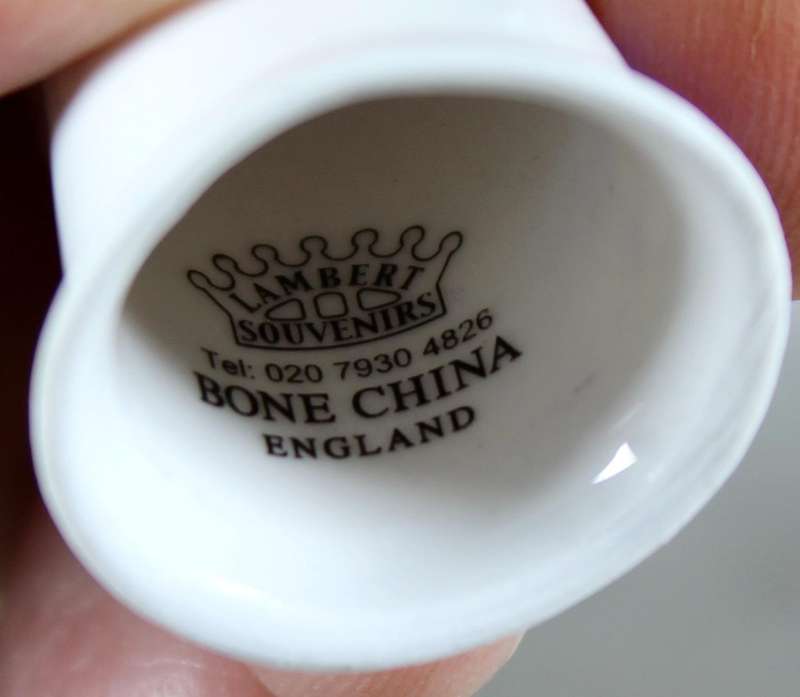 LAMBERT
SOUVENIRS
Tel: 020 7930 4826
BONE CHINA
ENGLAND